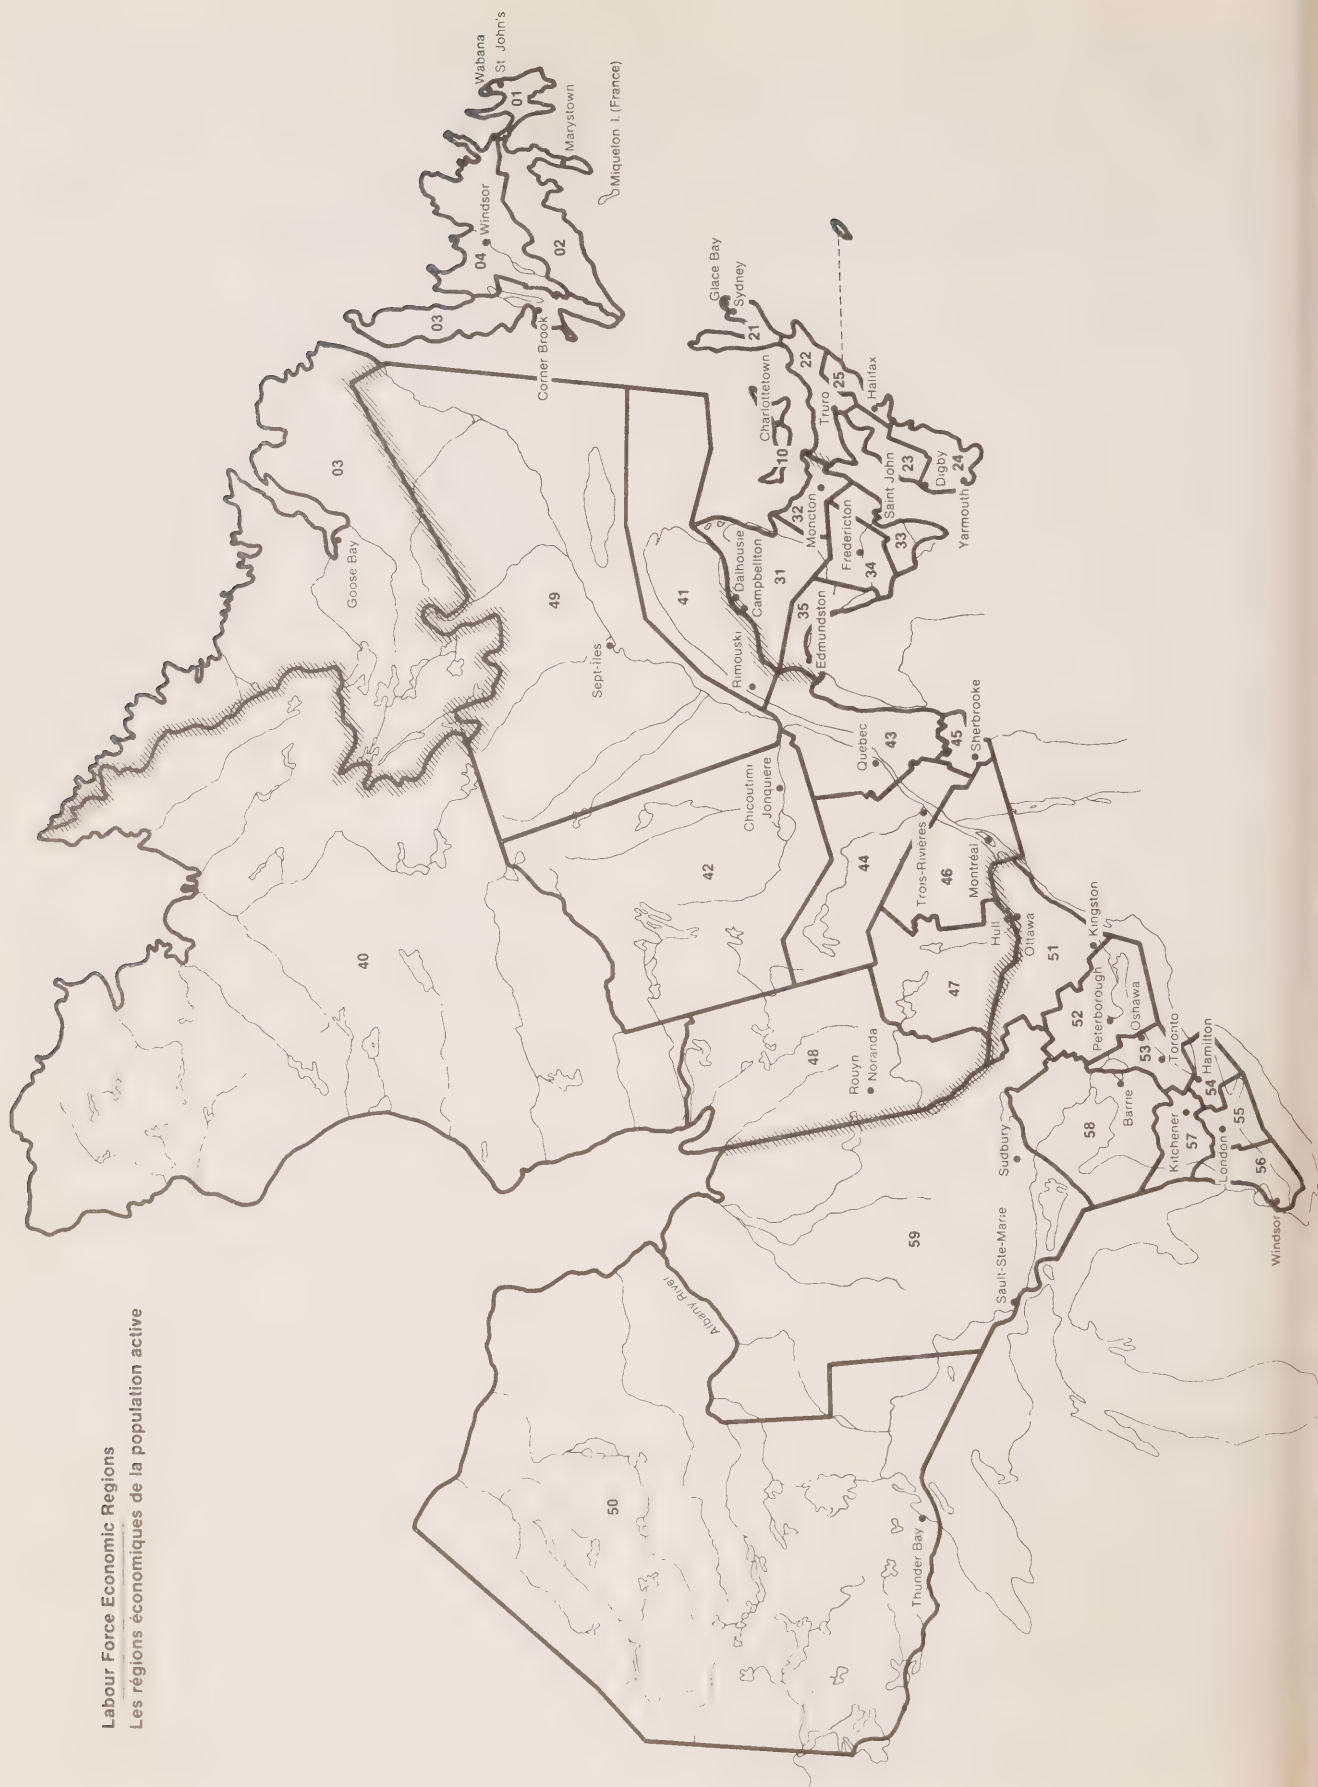 Labour Force Economic Regions
Les régions économiques de la population active
40
03
Goose Bay
03
04
Windsor
Wabana
St John's
01
02
Marystown
Miquelon I. (France)
Corner Brook
49
Sept-Îles
41
Rimouski
Dalhousie
Campbellton
31
35
Edmundston
32
Moncton
Fredericton
34
33
Saint John
10
Charlottetown
Glace Bay
Sydney
21
22
Truro
25
Halifax
23
Digby
24
Yarmouth
42
Chicoutimi
Jonquière
Quebec
43
45
Sherbrooke
44
Trois-Rivières
46
Montréal
47
Hull
Ottawa
48
Rouyn
Noranda
50
Albany River
Thunder Bay
59
Sault-Ste-Marie
Sudbury
51
Kingston
52
Peterborough
Oshawa
53
Toronto
Hamilton
54
Barrie
58
Kitchener
57
London
55
56
Windsor